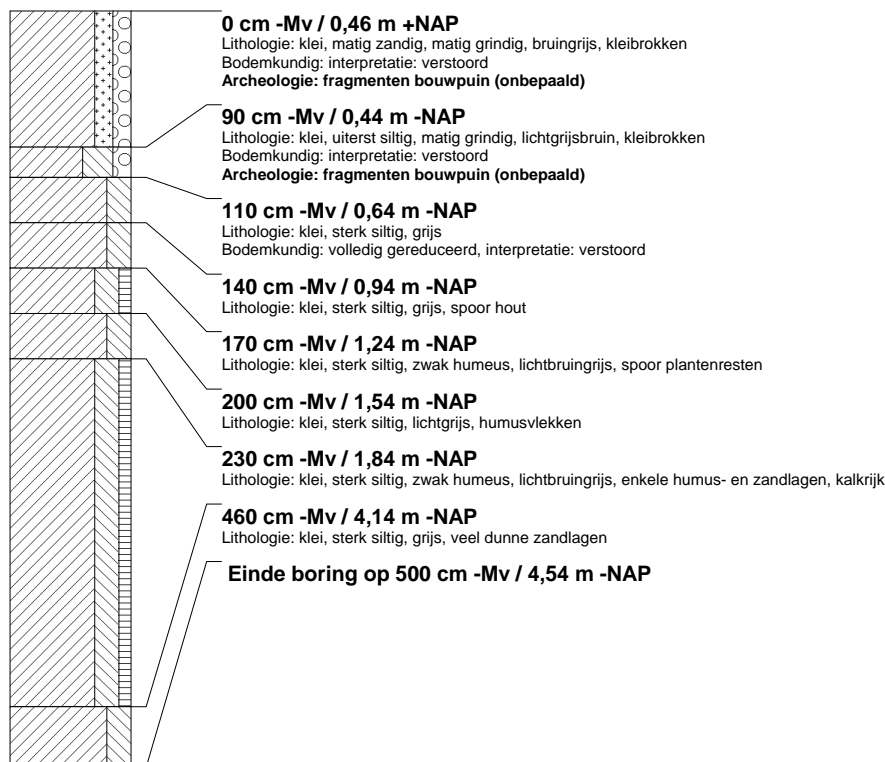 0 cm -Mv / 0,46 m +NAP
Lithologie: klei, matig zandig, matig grindig, bruingrijs, kleibrokken
Bodemkundig: interpretatie: verstoord
Archeologie: fragmenten bouwpuin (onbepaald)
90 cm -Mv / 0,44 m -NAP
Lithologie: klei, uiterst siltig, matig grindig, lichtgrijsbruin, kleibrokken
Bodemkundig: interpretatie: verstoord
Archeologie: fragmenten bouwpuin (onbepaald)
110 cm -Mv / 0,64 m -NAP
Lithologie: klei, sterk siltig, grijs
Bodemkundig: volledig gereduceerd, interpretatie: verstoord
140 cm -Mv / 0,94 m -NAP
Lithologie: klei, sterk siltig, grijs, spoor hout
170 cm -Mv / 1,24 m -NAP
Lithologie: klei, sterk siltig, zwak humeus, lichtbruingrijs, spoor plantenresten
200 cm -Mv / 1,54 m -NAP
Lithologie: klei, sterk siltig, lichtgrijs, humusvlekken
230 cm -Mv / 1,84 m -NAP
Lithologie: klei, sterk siltig, zwak humeus, lichtbruingrijs, enkele humus- en zandlagen, kalkrijk
460 cm -Mv / 4,14 m -NAP
Lithologie: klei, sterk siltig, grijs, veel dunne zandlagen
Einde boring op 500 cm -Mv / 4,54 m -NAP